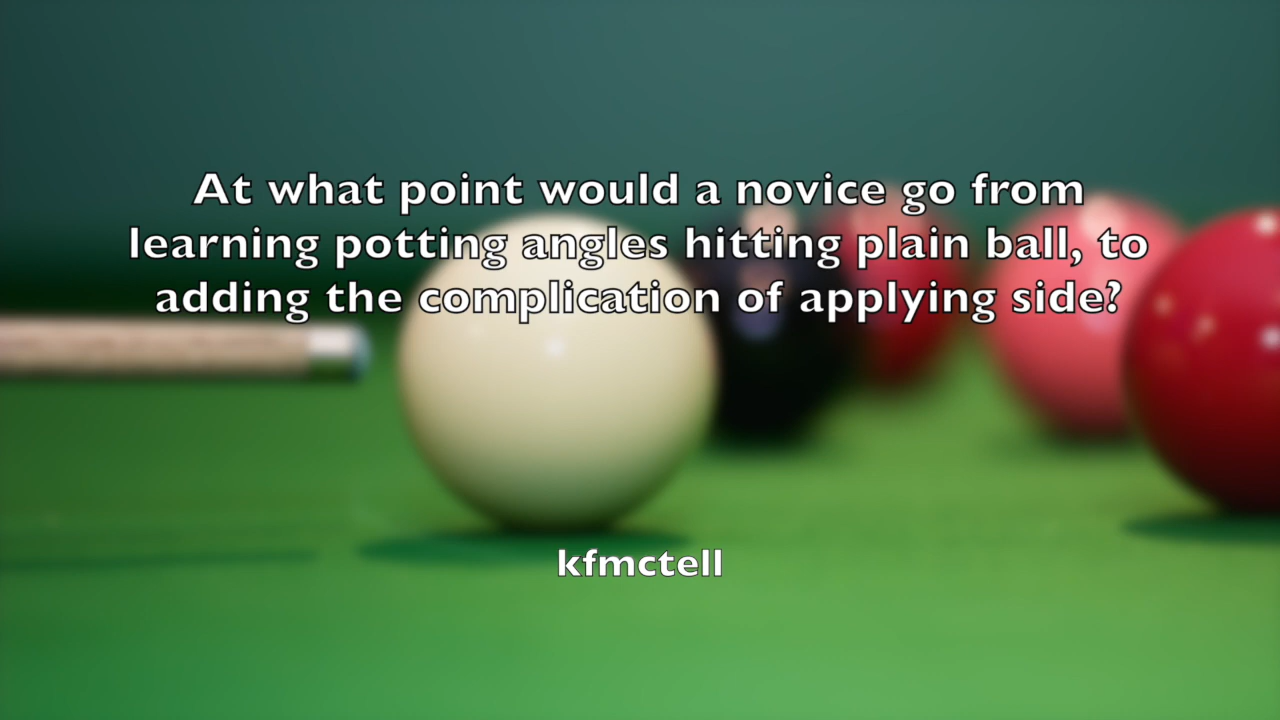 At what point would a novice go from
learning potting angles hitting plain ball, to
adding the complication of applying side?
kfmctell